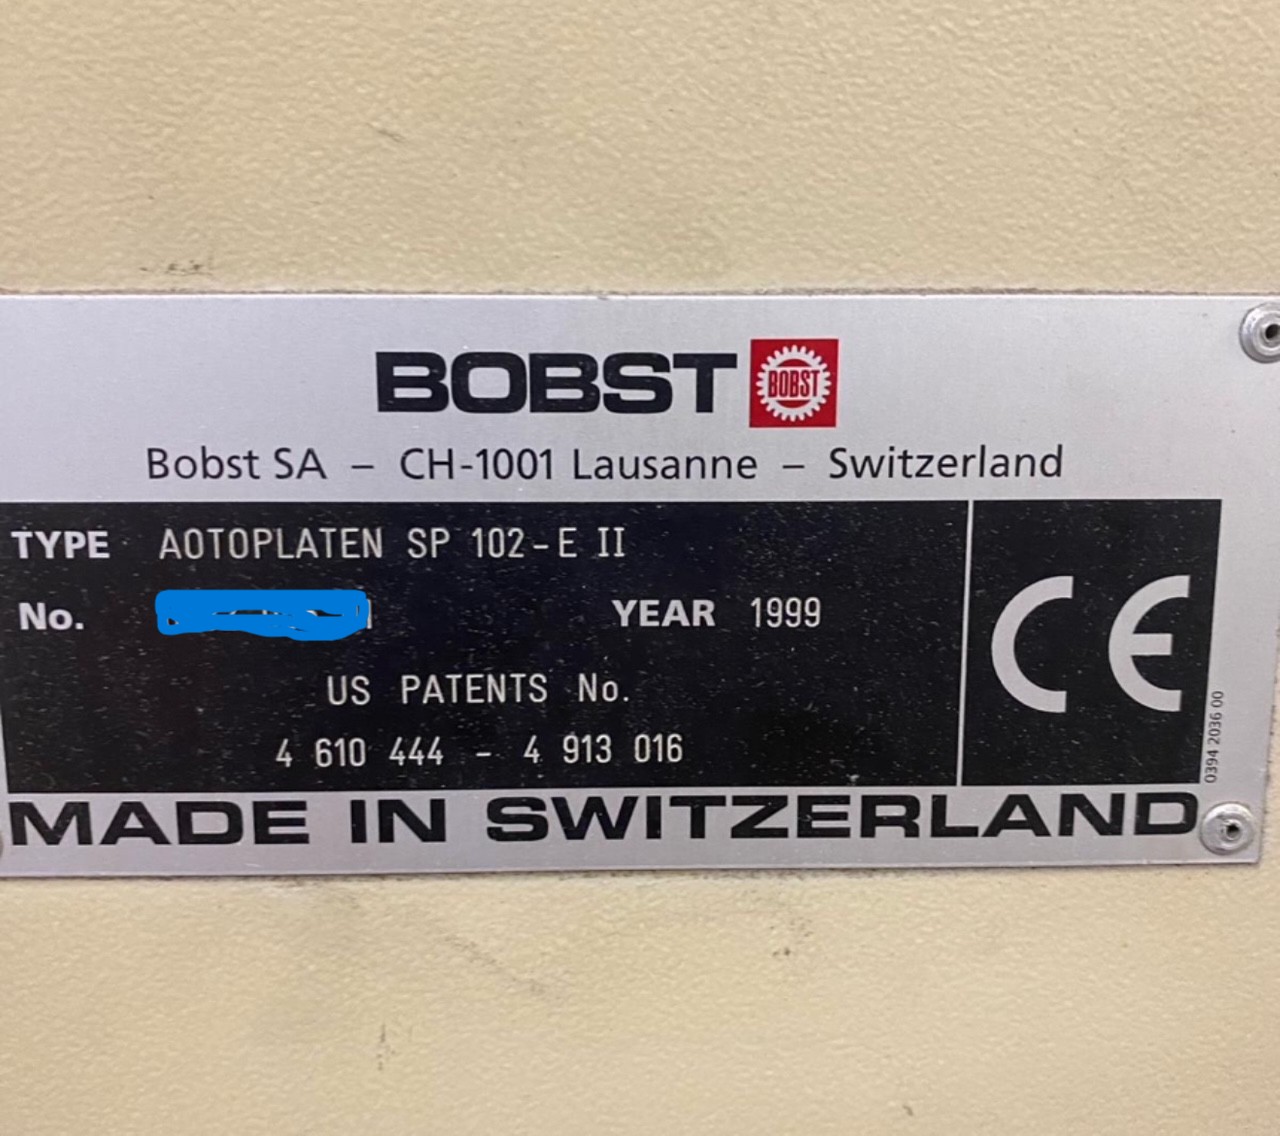 BOBST BOBST
Bobst SA – CH-1001 Lausanne – Switzerland
TYPE AOTOPLATEN SP 102-E II
No. YEAR 1999
US PATENTS No.
4 610 444 - 4 913 016
CE
0394 2036 00
MADE IN SWITZERLAND